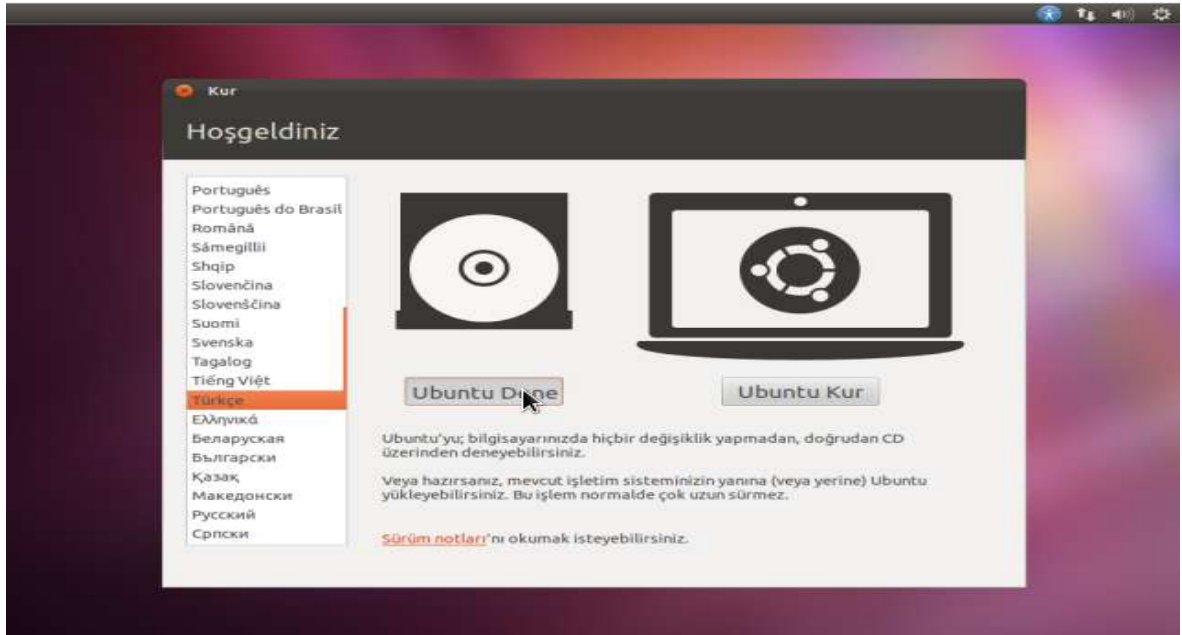 Kur
Hoşgeldiniz
Português
Português do Brasil
Română
Sámegillii
Shqip
Slovenčina
Slovenščina
Suomi
Svenska
Tagalog
Tiếng Việt
Türkçe
Ελληνικά
Беларуская
Български
Қазақ
Македонски
Русский
Српски
Ubuntu Dene
Ubuntu Kur
Ubuntu'yu; bilgisayarınızda hiçbir değişiklik yapmadan, doğrudan CD
üzerinden deneyebilirsiniz.
Veya hazırsanız, mevcut işletim sisteminizin yanına (veya yerine) Ubuntu
yükleyebilirsiniz. Bu işlem normalde çok uzun sürmez.
Sürüm notları'nı okumak isteyebilirsiniz.